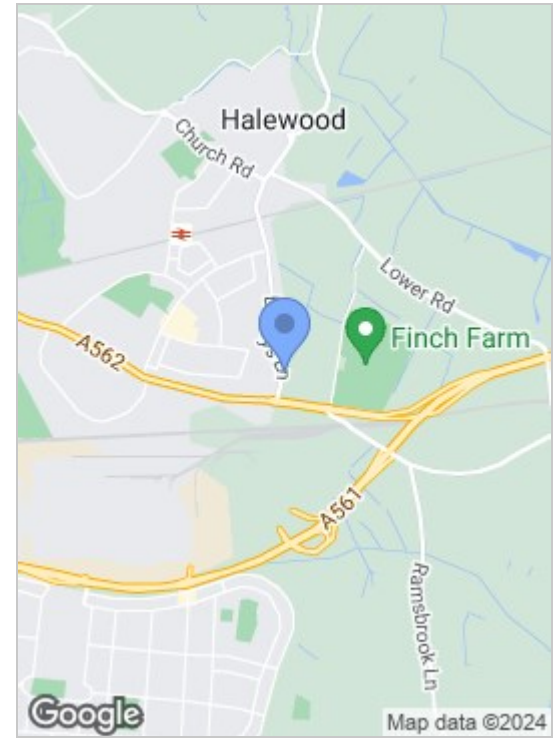 Halewood
Church Rd
Lower Rd
Finch Farm
A562
A561
Ramsbrook Ln
Google
Map data ©2024